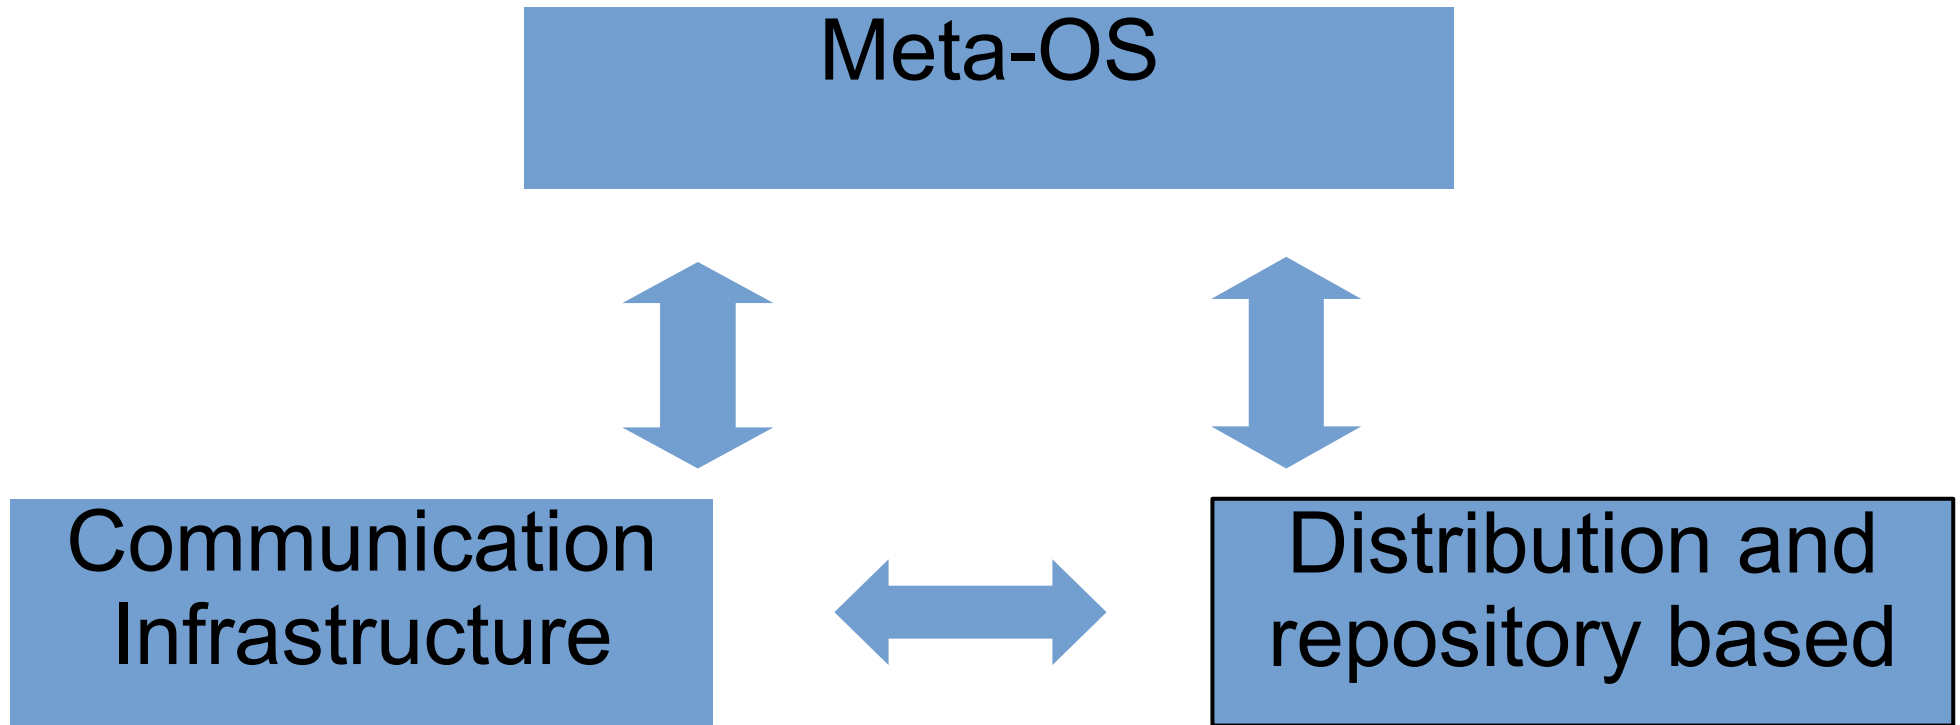 Meta-OS
Communication
Infrastructure
Distribution and
repository based